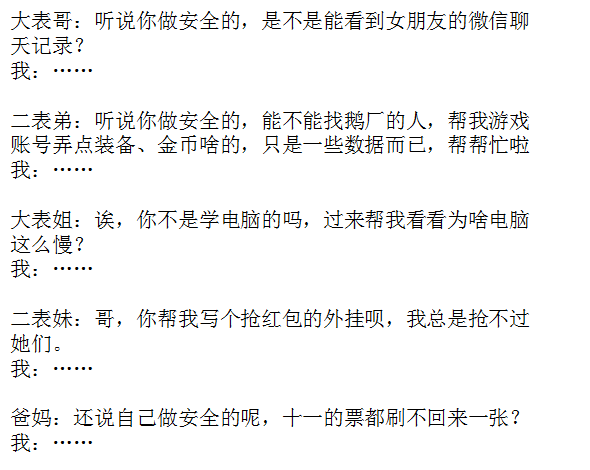 大表哥：听说你做安全的，是不是能看到女朋友的微信聊
天记录？
我：……
二表弟：听说你做安全的，能不能找鹅厂的人，帮我游戏
账号弄点装备、金币啥的，只是一些数据而已，帮帮忙啦
我：……
大表姐：诶，你不是学电脑的吗，过来帮我看看为啥电脑
这么慢？
我：……
二表妹：哥，你帮我写个抢红包的外挂呗，我总是抢不过
她们。
我：……
爸妈：还说自己做安全的呢，十一的票都刷不回来一张？
我：……